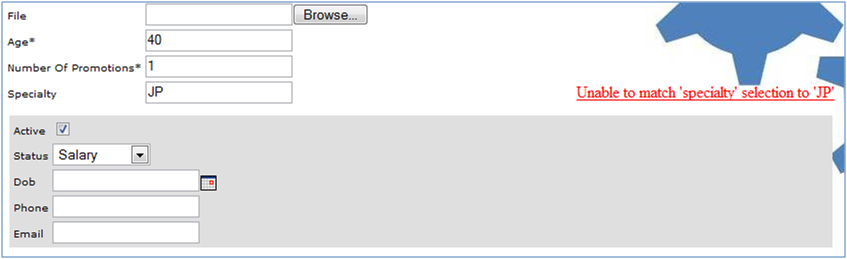 File Browse...
Age* 40
Number Of Promotions* 1
Specialty JP Unable to match 'specialty' selection to 'JP'
Active
Status Salary
Dob
Phone
Email